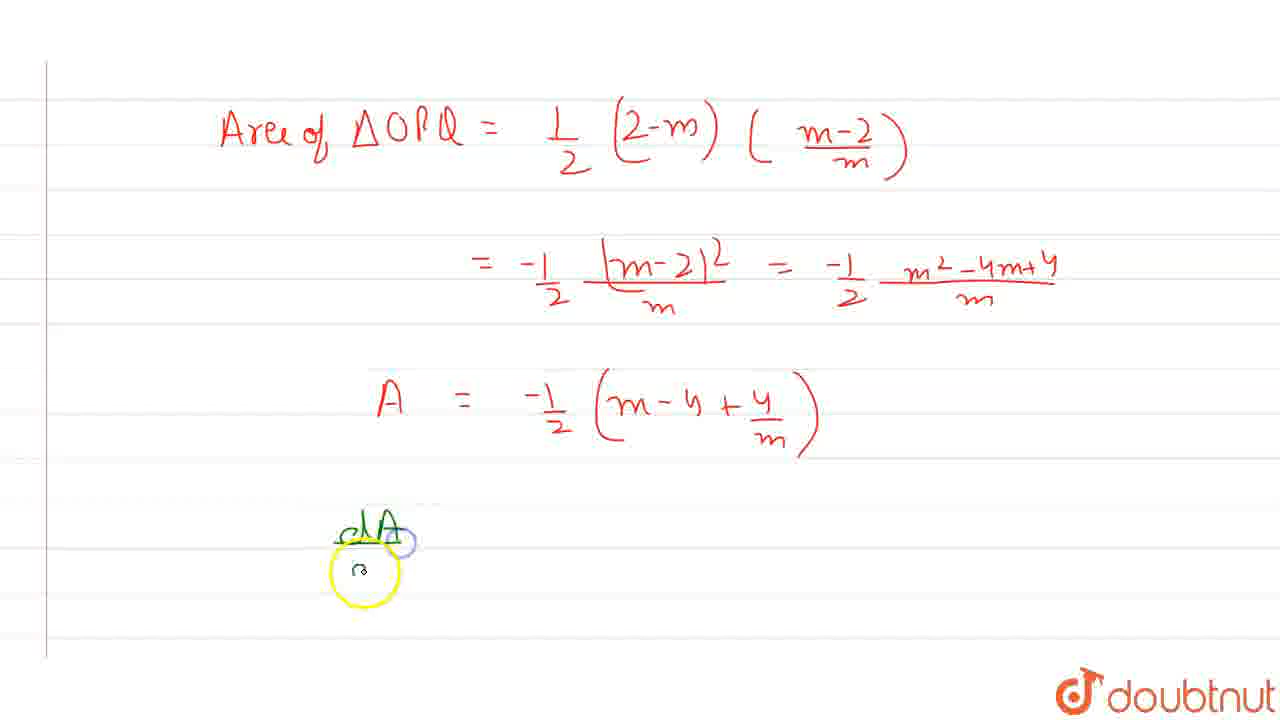 Area of ΔOPQ = 1/2 (2-m) ( m-2/m )
= -1/2 (m-2)²/m = -1/2 m²-4m+4/m
A = -1/2 (m-4+4/m)
dA
doubtnut